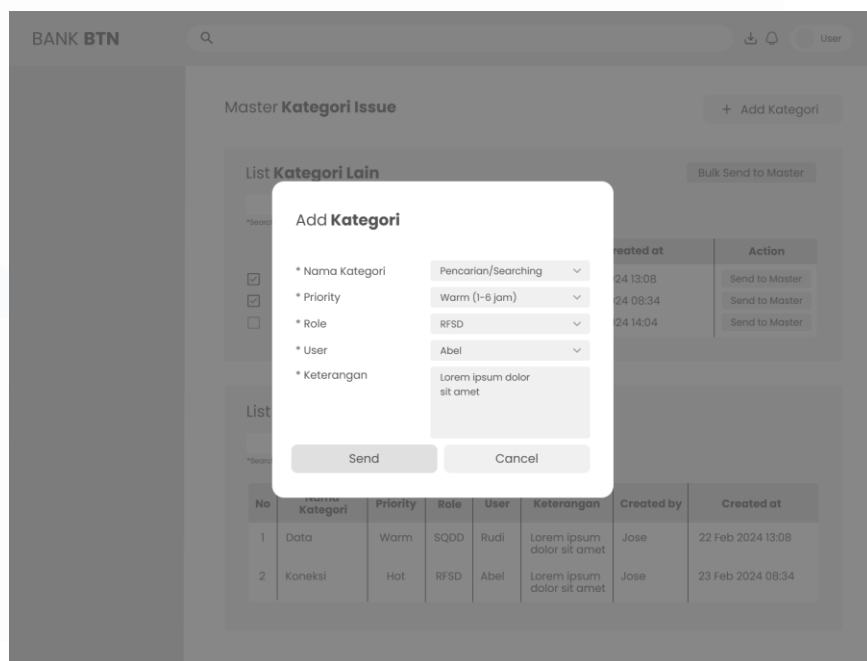 BANK BTN
User
Master Kategori Issue
+ Add Kategori
List Kategori Lain
Bulk Send to Master
Add Kategori
Action
* Nama Kategori
Pencarian/Searching
24 13:08
Send to Master
* Priority
Warm (1-6 jam)
24 08:34
Send to Master
* Role
RFSD
24 14:04
Send to Master
* User
Abel
* Keterangan
Lorem ipsum dolor
sit amet
List
Send
Cancel
No
Nama
Kategori
Priority
Role
User
Keterangan
Created by
Created at
1
Data
Warm
SQDD
Rudi
Lorem ipsum
dolor sit amet
Jose
22 Feb 2024 13:08
2
Koneksi
Hot
RFSD
Abel
Lorem ipsum
dolor sit amet
Jose
23 Feb 2024 08:34